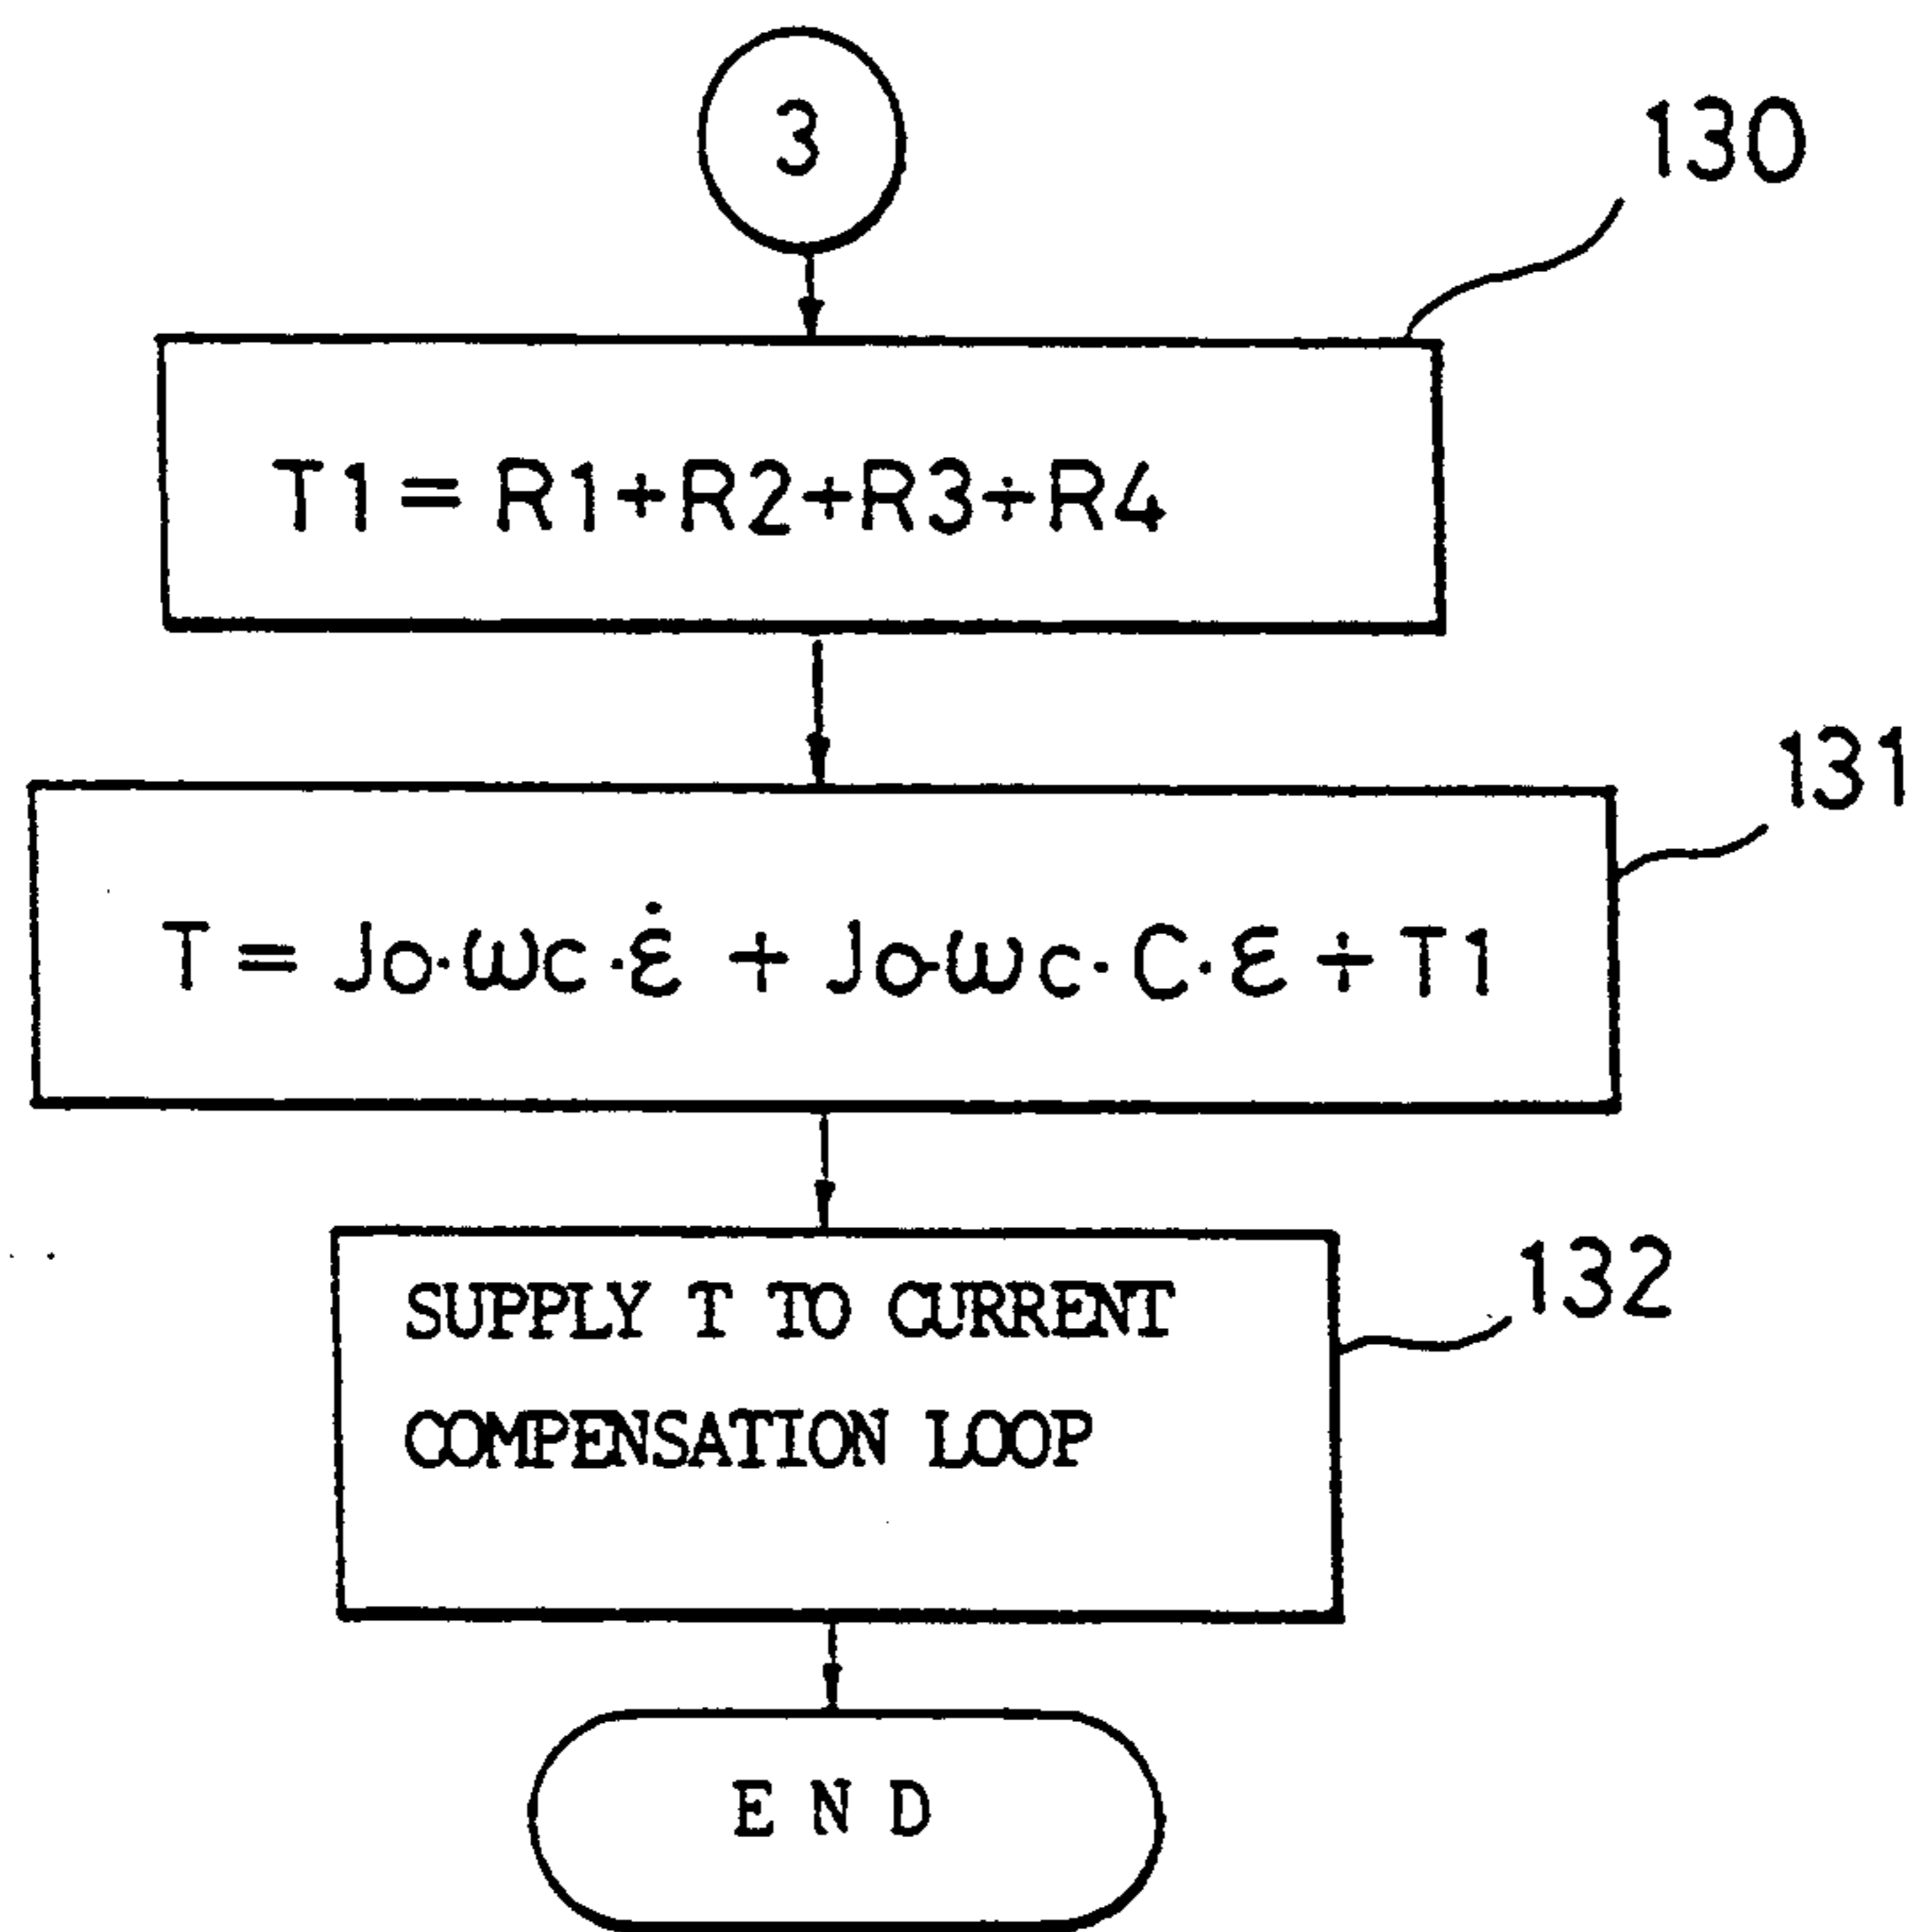 3
130
T1=R1+R2+R3+R4
131
T = Jo·ωc·ε̇ + Jo·ωc·C·ε + T1
132
SUPPLY T TO CURRENT
COMPENSATION LOOP
END